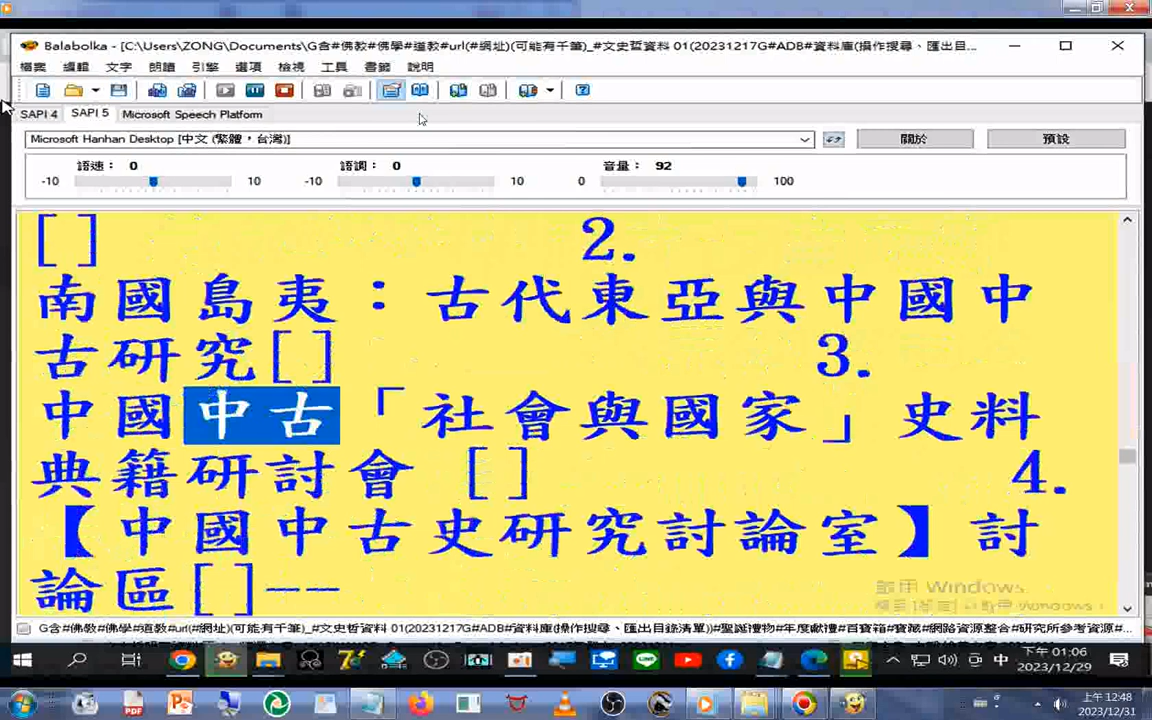 Balabolka - [C:\Users\ZONG\Documents\G含#佛教#佛學#道教#url(#網址)(可能有千筆)_#文史哲資料 01(20231217G#ADB#資料庫(操作搜尋、匯出目...
檔案 編輯 文字 朗讀 引擎 選項 檢視 工具 書籤 說明
SAPI 4 SAPI 5 Microsoft Speech Platform
Microsoft Hanhan Desktop [中文 (繁體，台灣)] 關於 預設
語速： 0 語調： 0 音量： 92
-10 10 -10 10 0 100
[] 2.
南國島夷：古代東亞與中國中
古研究[] 3.
中國中古「社會與國家」史料
典籍研討會 [] 4.
【中國中古史研究討論室】討
論區[]--
啟用 Windows
G含#佛教#佛學#道教#url(#網址)(可能有千筆)_#文史哲資料 01(20231217G#ADB#資料庫(操作搜尋、匯出目錄清單))#聖誕禮物#年度獻禮#百寶箱#寶藏#網路資源整合#研究所參考資源#...
中 下午 01:06
2023/12/29
上午 12:48
2023/12/31